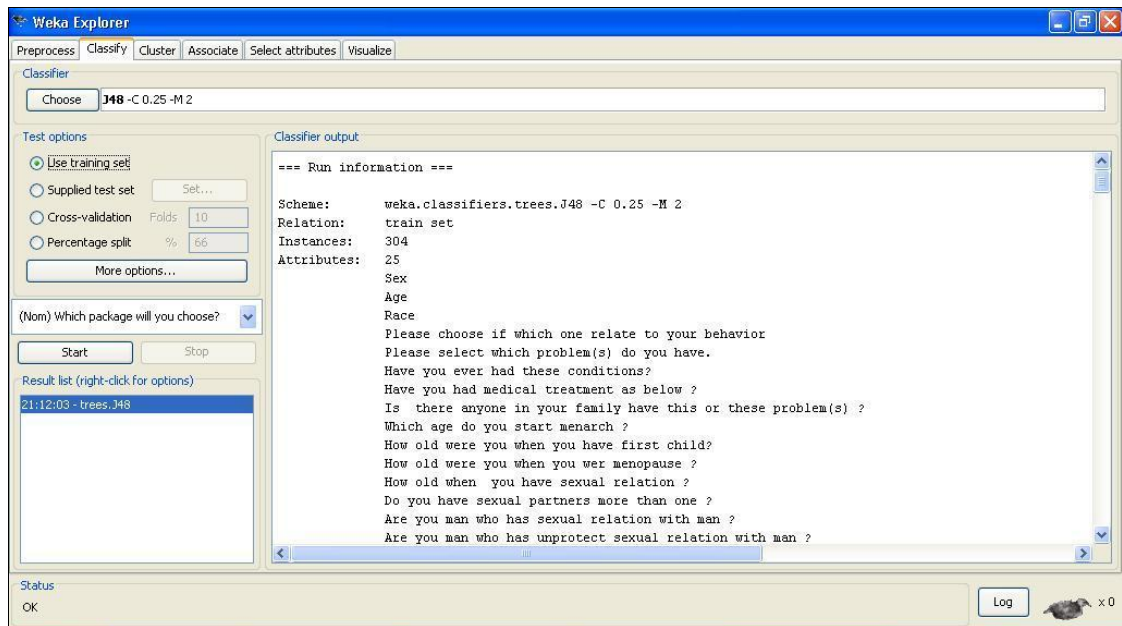 Weka Explorer
Preprocess Classify Cluster Associate Select attributes Visualize
Classifier
Choose J48 -C 0.25 -M 2
Test options
Use training set
Supplied test set Set...
Cross-validation Folds 10
Percentage split % 66
More options...
(Nom) Which package will you choose?
Start Stop
Result list (right-click for options)
21:12:03 - trees.J48
Classifier output
=== Run information ===
Scheme: weka.classifiers.trees.J48 -C 0.25 -M 2
Relation: train set
Instances: 304
Attributes: 25
Sex
Age
Race
Please choose if which one relate to your behavior
Please select which problem(s) do you have.
Have you ever had these conditions?
Have you had medical treatment as below ?
Is there anyone in your family have this or these problem(s) ?
Which age do you start menarch ?
How old were you when you have first child?
How old were you when you wer menopause ?
How old when you have sexual relation ?
Do you have sexual partners more than one ?
Are you man who has sexual relation with man ?
Are you man who has unprotect sexual relation with man ?
Status
OK
Log x 0